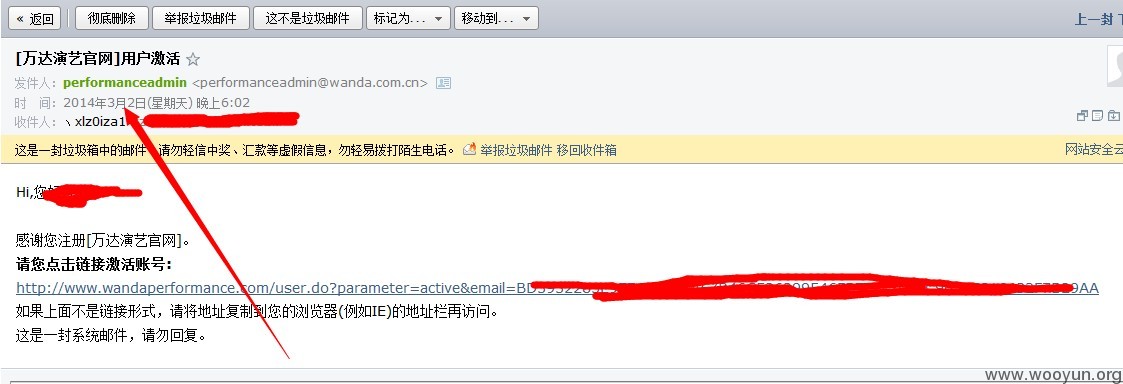 « 返回 彻底删除 举报垃圾邮件 这不是垃圾邮件 标记为... 移动到... 上一封
[万达演艺官网]用户激活
发件人： performanceadmin <performanceadmin@wanda.com.cn>
时 间： 2014年3月2日(星期天) 晚上6:02
收件人： xlz0iza1
这是一封垃圾箱中的邮件 请勿轻信中奖、汇款等虚假信息，勿轻易拨打陌生电话。 举报垃圾邮件 移回收件箱 网站安全云
Hi,您
感谢您注册[万达演艺官网]。
请您点击链接激活账号：
http://www.wandaperformance.com/user.do?parameter=active&email=BD AA
如果上面不是链接形式，请将地址复制到您的浏览器(例如IE)的地址栏再访问。
这是一封系统邮件，请勿回复。
www.wooyun.org